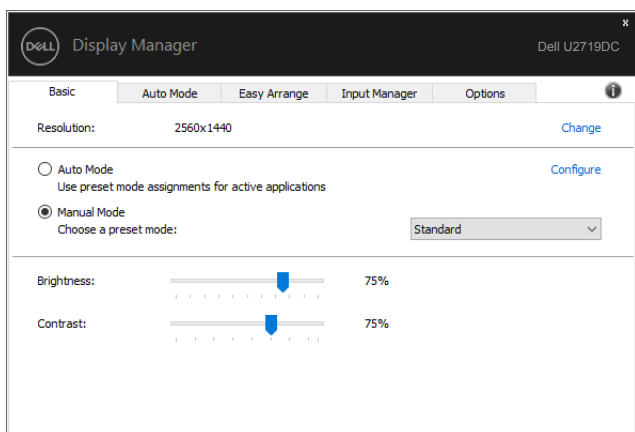 x
DELL Display Manager Dell U2719DC
Basic Auto Mode Easy Arrange Input Manager Options i
Resolution: 2560x1440 Change
Auto Mode Configure
Use preset mode assignments for active applications
Manual Mode
Choose a preset mode: Standard
Brightness: 75%
Contrast: 75%